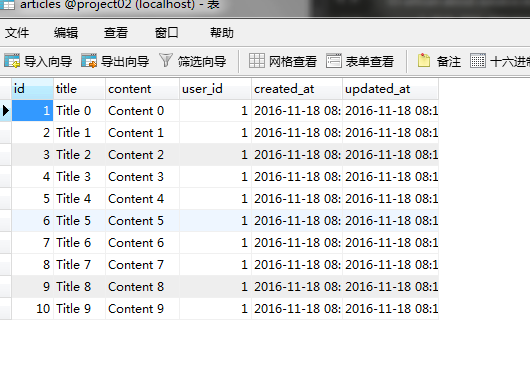 articles @project02 (localhost) - 表
文件 编辑 查看 窗口 帮助
导入向导 导出向导 筛选向导 网格查看 表单查看 备注 十六进制
id title content user_id created_at updated_at
1 Title 0 Content 0 1 2016-11-18 08: 2016-11-18 08:1
2 Title 1 Content 1 1 2016-11-18 08: 2016-11-18 08:1
3 Title 2 Content 2 1 2016-11-18 08: 2016-11-18 08:1
4 Title 3 Content 3 1 2016-11-18 08: 2016-11-18 08:1
5 Title 4 Content 4 1 2016-11-18 08: 2016-11-18 08:1
6 Title 5 Content 5 1 2016-11-18 08: 2016-11-18 08:1
7 Title 6 Content 6 1 2016-11-18 08: 2016-11-18 08:1
8 Title 7 Content 7 1 2016-11-18 08: 2016-11-18 08:1
9 Title 8 Content 8 1 2016-11-18 08: 2016-11-18 08:1
10 Title 9 Content 9 1 2016-11-18 08: 2016-11-18 08:1